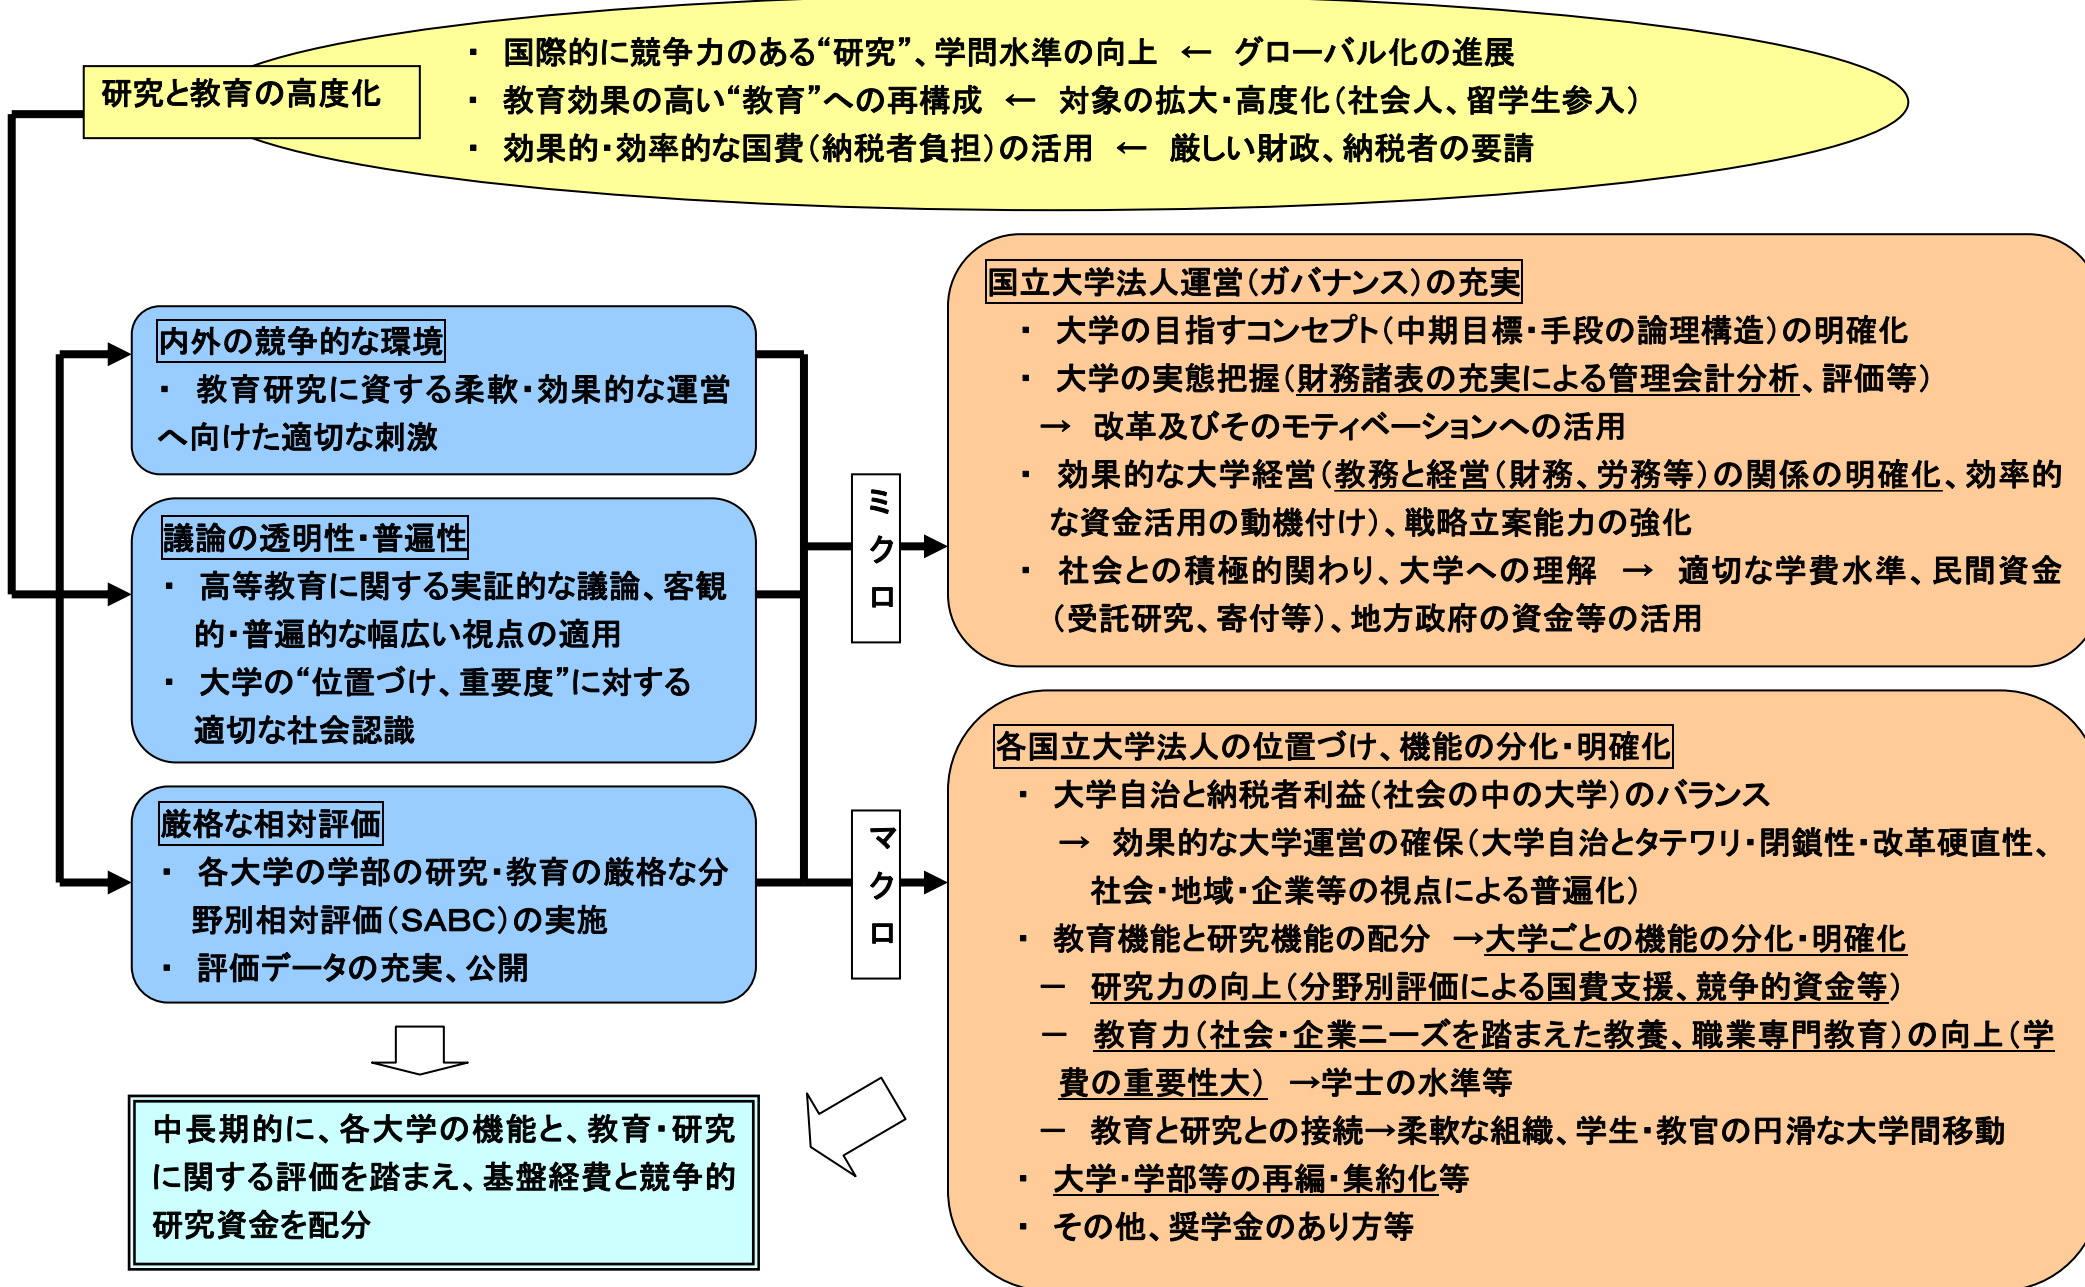 研究と教育の高度化
・ 国際的に競争力のある“研究”、学問水準の向上 ← グローバル化の進展
・ 教育効果の高い“教育”への再構成 ← 対象の拡大・高度化（社会人、留学生参入）
・ 効果的・効率的な国費（納税者負担）の活用 ← 厳しい財政、納税者の要請
内外の競争的な環境
・ 教育研究に資する柔軟・効果的な運営
へ向けた適切な刺激
議論の透明性・普遍性
・ 高等教育に関する実証的な議論、客観
的・普遍的な幅広い視点の適用
・ 大学の“位置づけ、重要度”に対する
適切な社会認識
厳格な相対評価
・ 各大学の学部の研究・教育の厳格な分
野別相対評価（SABC）の実施
・ 評価データの充実、公開
中長期的に、各大学の機能と、教育・研究
に関する評価を踏まえ、基盤経費と競争的
研究資金を配分
ミクロ
国立大学法人運営（ガバナンス）の充実
・ 大学の目指すコンセプト（中期目標・手段の論理構造）の明確化
・ 大学の実態把握（財務諸表の充実による管理会計分析、評価等）
→ 改革及びそのモティベーションへの活用
・ 効果的な大学経営（教務と経営（財務、労務等）の関係の明確化、効率的
な資金活用の動機付け）、戦略立案能力の強化
・ 社会との積極的関わり、大学への理解 → 適切な学費水準、民間資金
（受託研究、寄付等）、地方政府の資金等の活用
マクロ
各国立大学法人の位置づけ、機能の分化・明確化
・ 大学自治と納税者利益（社会の中の大学）のバランス
→ 効果的な大学運営の確保（大学自治とタテワリ・閉鎖性・改革硬直性、
社会・地域・企業等の視点による普遍化）
・ 教育機能と研究機能の配分 →大学ごとの機能の分化・明確化
－ 研究力の向上（分野別評価による国費支援、競争的資金等）
－ 教育力（社会・企業ニーズを踏まえた教養、職業専門教育）の向上（学
費の重要性大） →学士の水準等
－ 教育と研究との接続→柔軟な組織、学生・教官の円滑な大学間移動
・ 大学・学部等の再編・集約化等
・ その他、奨学金のあり方等